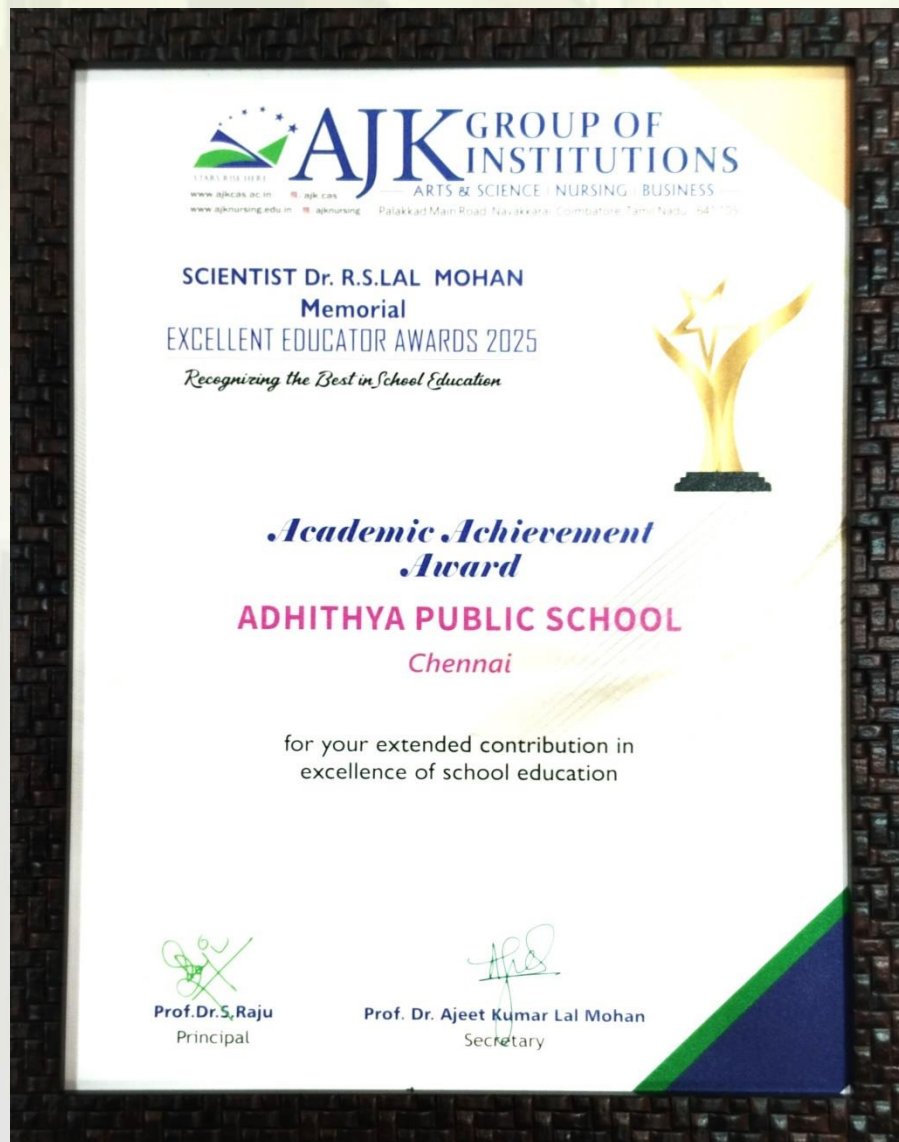 AJK GROUP OF
INSTITUTIONS
STARS RISE HERE
ARTS & SCIENCE | NURSING | BUSINESS
www.ajkcas.ac.in ajk cas
www.ajknursing.edu.in ajknursing Palakkad Main Road, Navakkarai, Coimbatore, Tamil Nadu - 641 105
SCIENTIST Dr. R.S.LAL MOHAN
Memorial
EXCELLENT EDUCATOR AWARDS 2025
Recognizing the Best in School Education
Academic Achievement
Award
ADHITHYA PUBLIC SCHOOL
Chennai
for your extended contribution in
excellence of school education
Prof.Dr.S.Raju
Principal
Prof. Dr. Ajeet Kumar Lal Mohan
Secretary